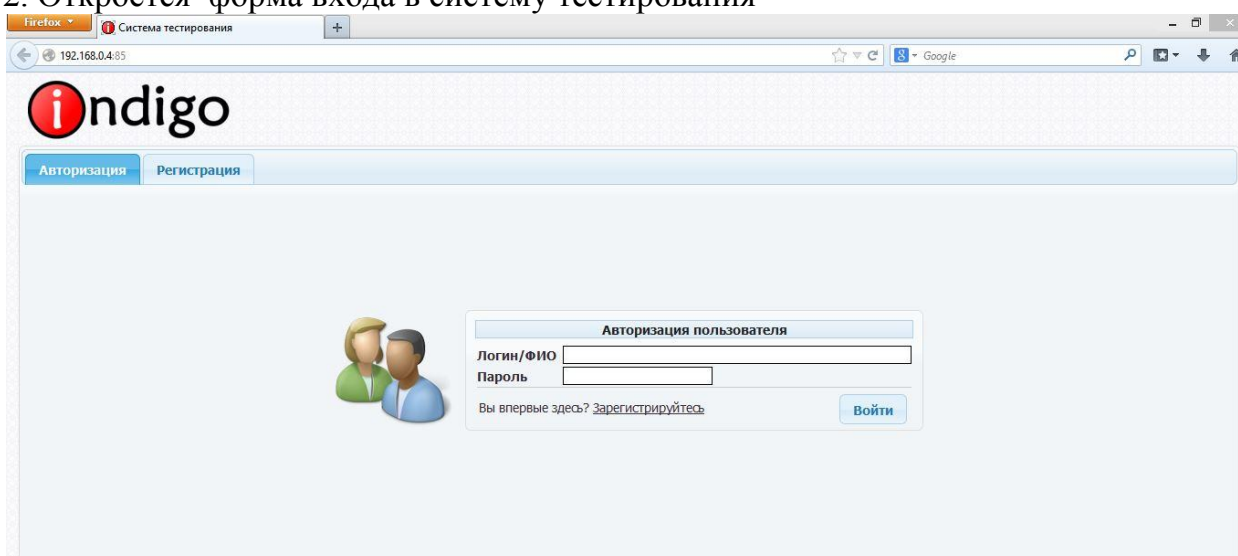 2. Откроется форма входа в систему тестирования
Firefox
Система тестирования
192.168.0.4:85
Google
indigo
Авторизация Регистрация
Авторизация пользователя
Логин/ФИО
Пароль
Вы впервые здесь? Зарегистрируйтесь
Войти